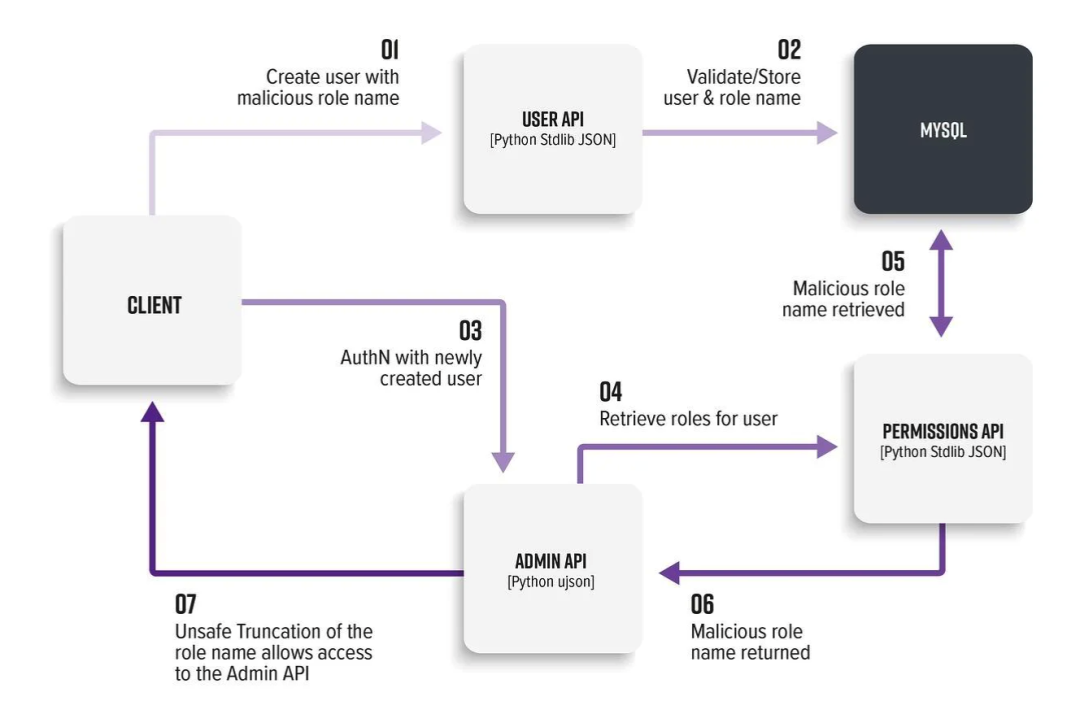 01
Create user with
malicious role name
USER API
[Python Stdlib JSON]
02
Validate/Store
user & role name
MYSQL
CLIENT
03
AuthN with newly
created user
04
Retrieve roles for user
05
Malicious role
name retrieved
PERMISSIONS API
[Python Stdlib JSON]
ADMIN API
[Python ujson]
06
Malicious role
name returned
07
Unsafe Truncation of the
role name allows access
to the Admin API